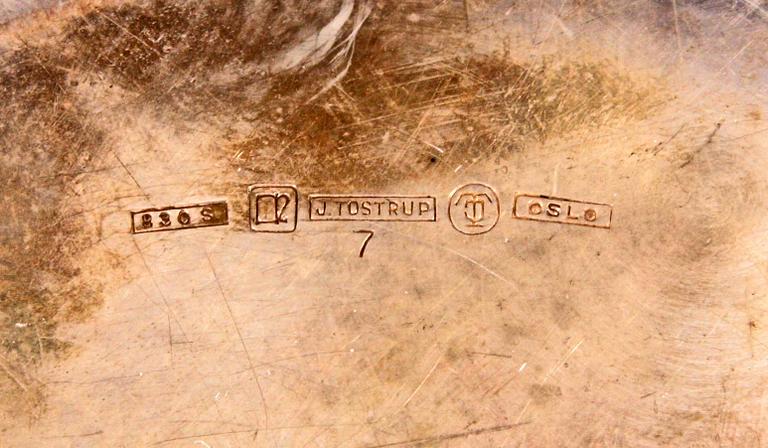 830 S J. TOSTRUP OSLO
7